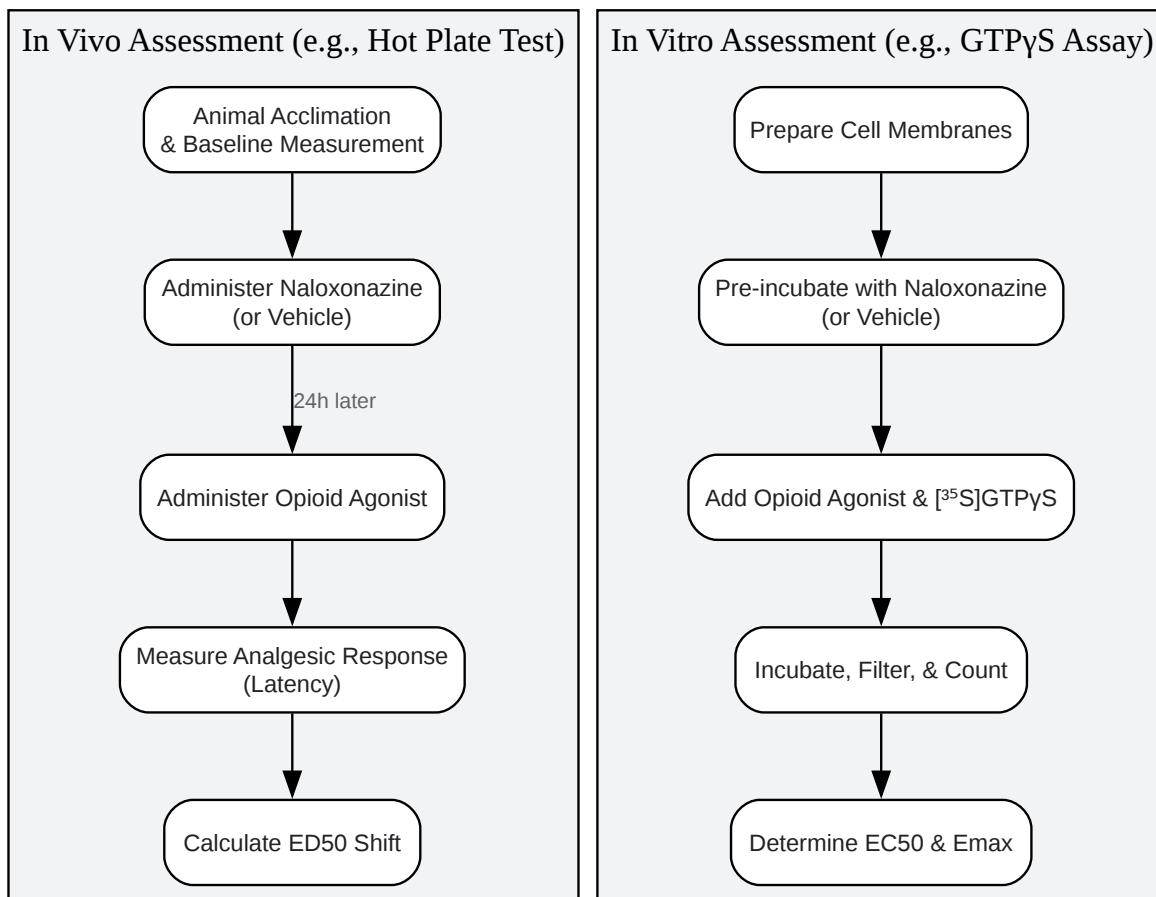 In Vivo Assessment (e.g., Hot Plate Test)
Animal Acclimation
& Baseline Measurement
Administer Naloxonazine
(or Vehicle)
24h later
Administer Opioid Agonist
Measure Analgesic Response
(Latency)
Calculate ED50 Shift
In Vitro Assessment (e.g., GTPγS Assay)
Prepare Cell Membranes
Pre-incubate with Naloxonazine
(or Vehicle)
Add Opioid Agonist & [³⁵S]GTPγS
Incubate, Filter, & Count
Determine EC50 & Emax